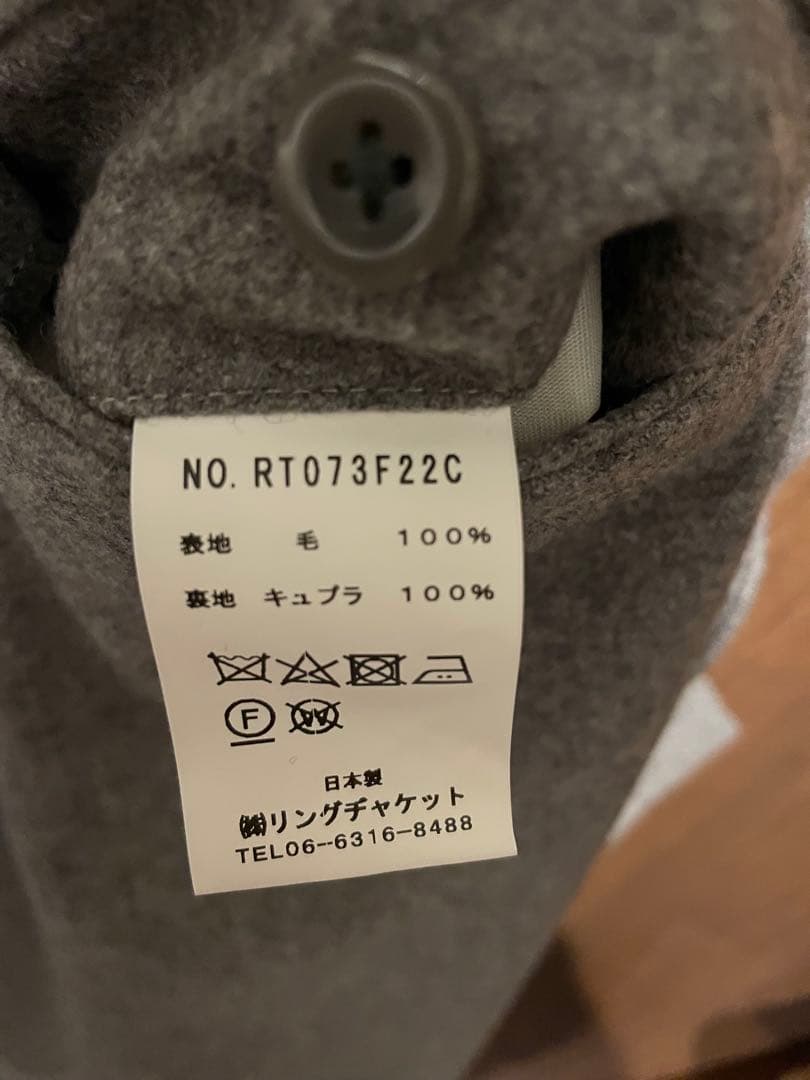 NO. RT073F22C
表地 毛 100%
裏地 キュプラ 100%
F
日本製
㈱リングヂャケット
TEL06-6316-8488